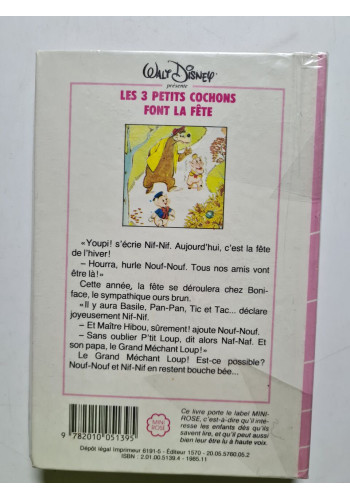 WALT DISNEY
présente
LES 3 PETITS COCHONS
FONT LA FÊTE
«Youpi! s'écrie Nif-Nif. Aujourd'hui, c'est la fête
de l'hiver!
– Hourra, hurle Nouf-Nouf. Tous nos amis vont
être là!»
Cette année, la fête se déroulera chez Boni-
face, le sympathique ours brun.
«Il y aura Basile, Pan-Pan, Tic et Tac... déclare
joyeusement Nif-Nif.
– Et Maître Hibou, sûrement! ajoute Nouf-Nouf.
– Sans oublier P'tit Loup, dit alors Naf-Naf. Et
son papa, le Grand Méchant Loup!»
Le Grand Méchant Loup! Est-ce possible?
Nouf-Nouf et Nif-Nif en restent bouche bée...
9 782010 051395
MINI
ROSE
Ce livre porte le label MINI-
ROSE, c'est-à-dire qu'il inté-
resse les enfants dès qu'ils
savent lire, et qu'il peut aussi
bien leur être lu à haute voix.
Dépôt légal Imprimeur 6191-5 - Éditeur 1570 - 20.05.5760.05.2
ISBN : 2.01.00.5139.4 - 1985.11